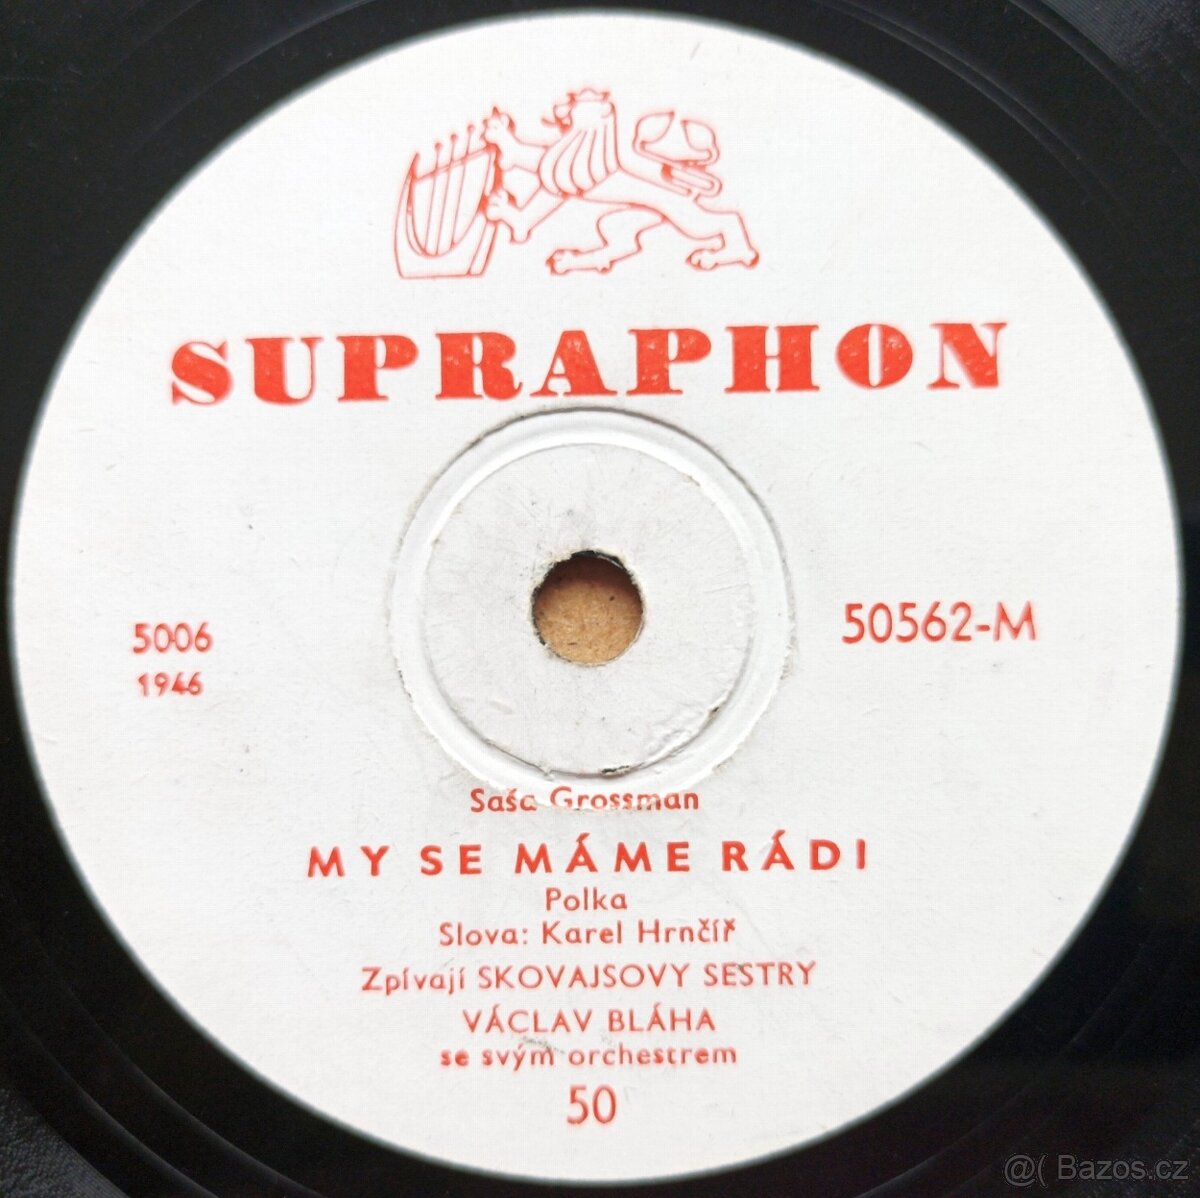 SUPRAPHON
5006
1946
50562-M
Saša Grossman
MY SE MÁME RÁDI
Polka
Slova: Karel Hrnčíř
Zpívají SKOVAJSOVY SESTRY
VÁCLAV BLÁHA
se svým orchestrem
50
@( Bazos.cz